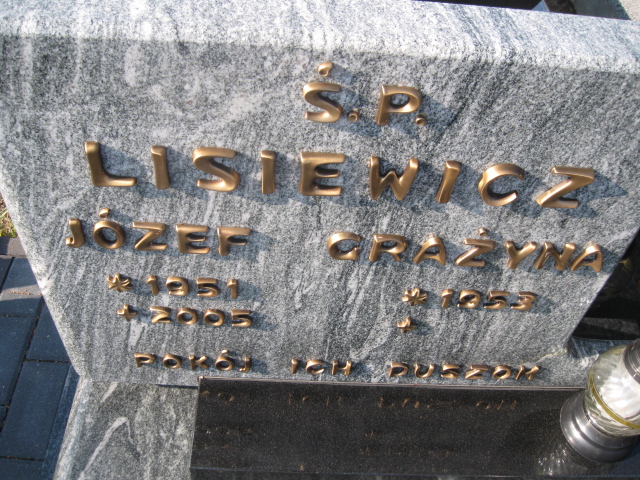 Ś.P.
LISIEWICZ
JÓZEF GRAŻYNA
* 1951 * 1953
+ 2005 +
POKÓJ ICH DUSZOM